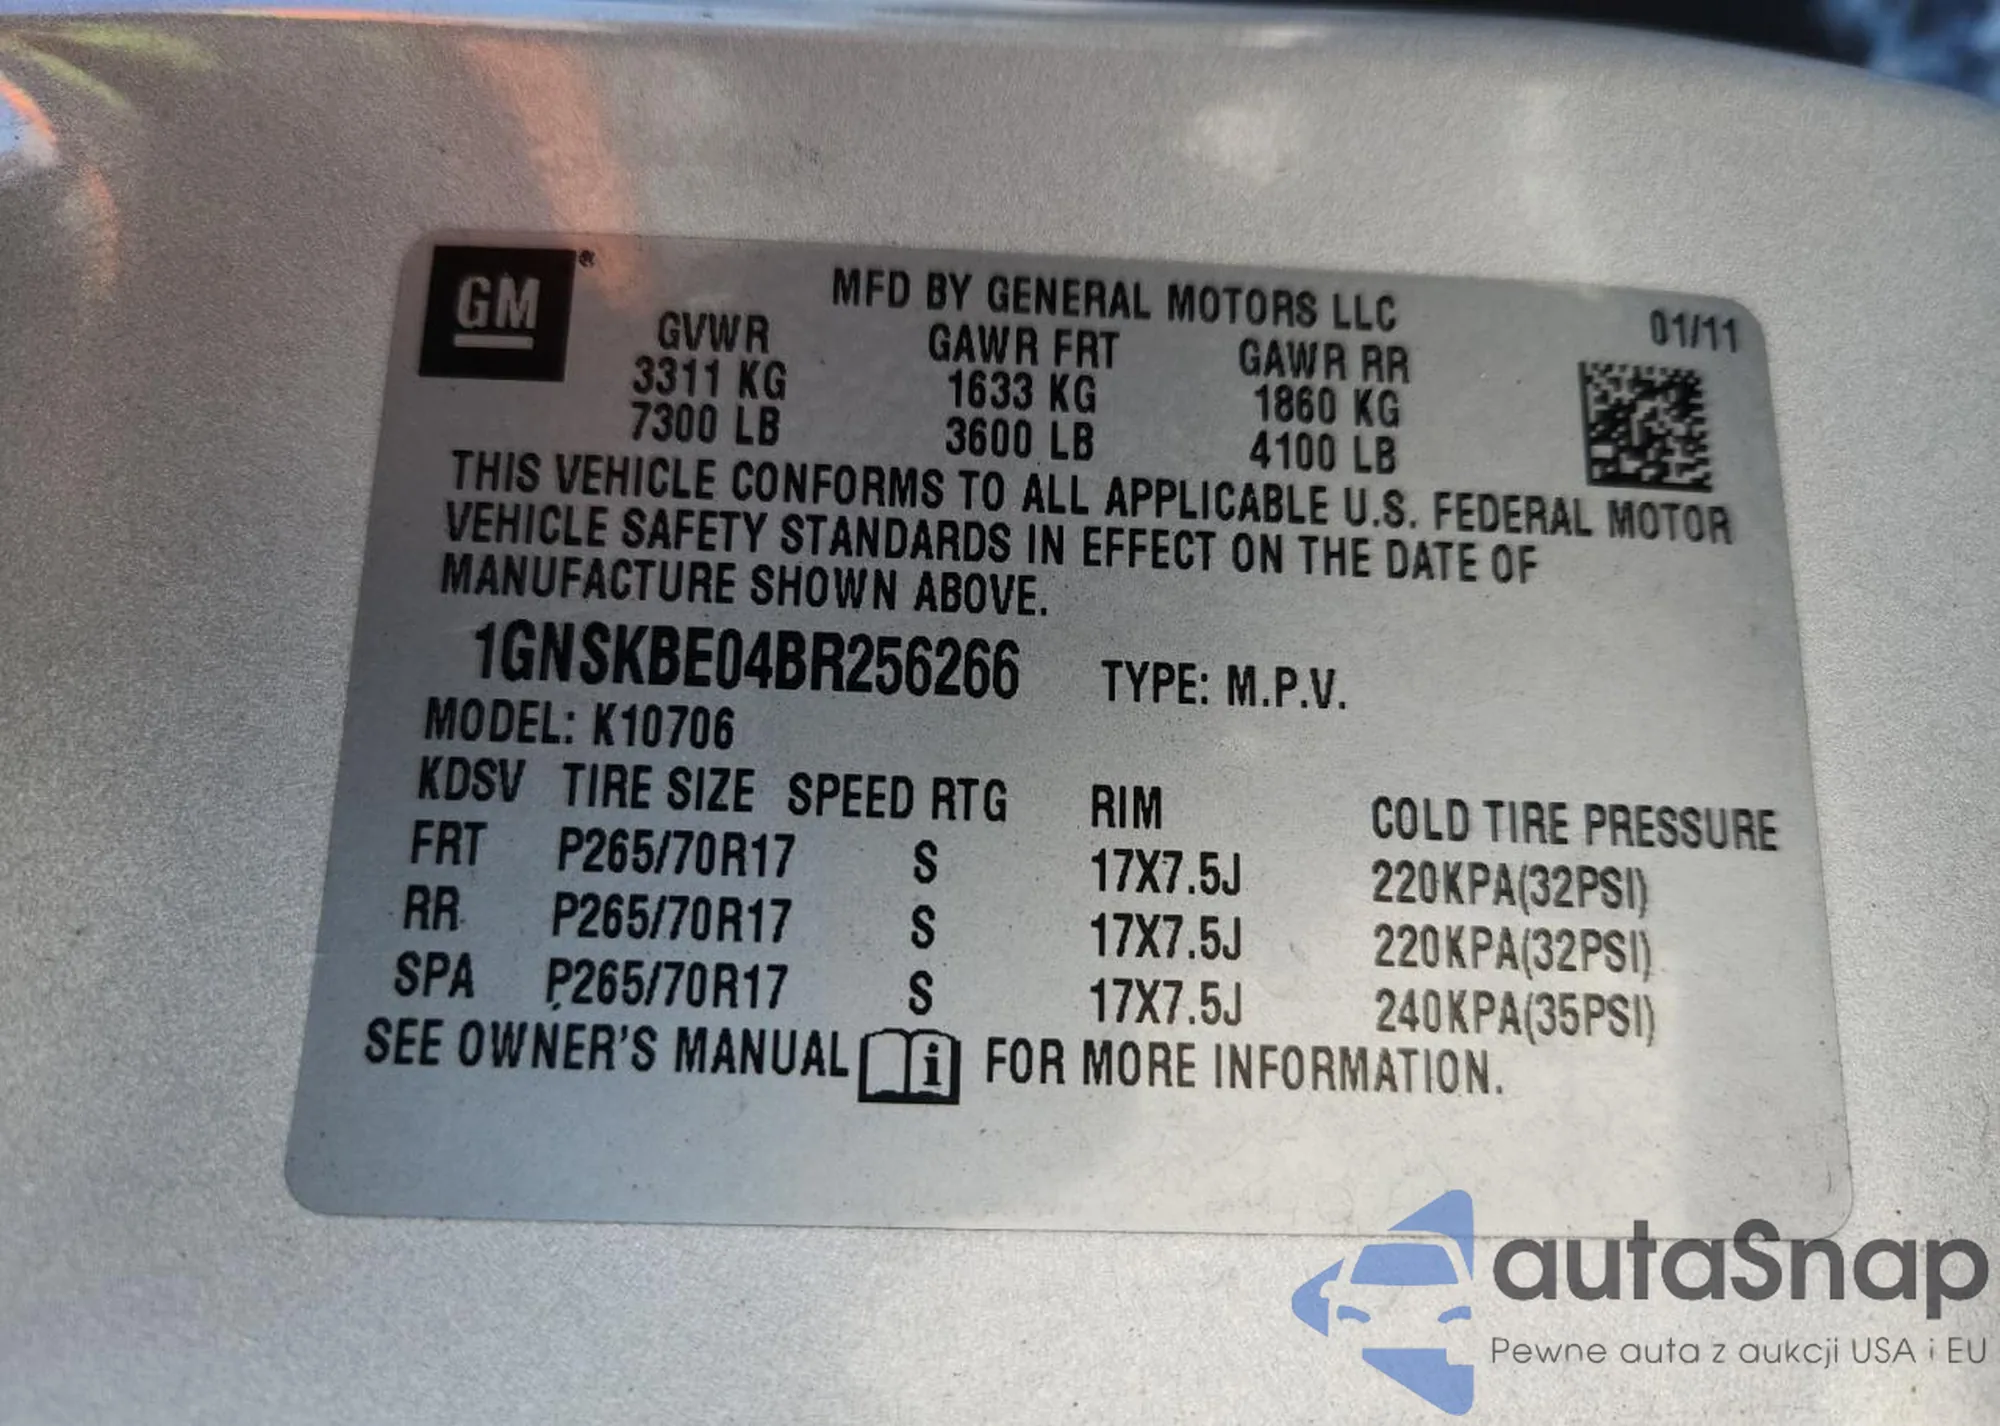 GM®
MFD BY GENERAL MOTORS LLC
01/11
GVWR GAWR FRT GAWR RR
3311 KG 1633 KG 1860 KG
7300 LB 3600 LB 4100 LB
THIS VEHICLE CONFORMS TO ALL APPLICABLE U.S. FEDERAL MOTOR
VEHICLE SAFETY STANDARDS IN EFFECT ON THE DATE OF
MANUFACTURE SHOWN ABOVE.
1GNSKBE04BR256266 TYPE: M.P.V.
MODEL: K10706
KDSV TIRE SIZE SPEED RTG RIM COLD TIRE PRESSURE
FRT P265/70R17 S 17X7.5J 220KPA(32PSI)
RR P265/70R17 S 17X7.5J 220KPA(32PSI)
SPA P265/70R17 S 17X7.5J 240KPA(35PSI)
SEE OWNER'S MANUAL i FOR MORE INFORMATION.
autaSnap
Pewne auta z aukcji USA i EU